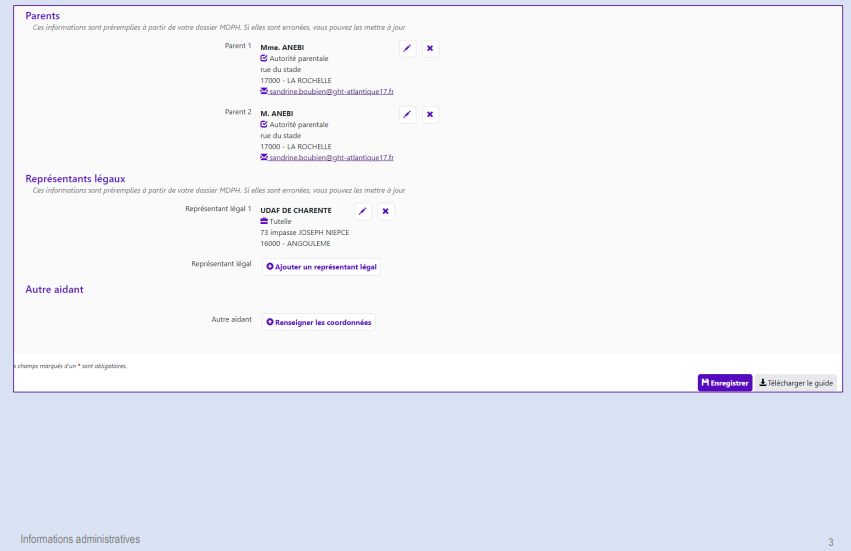 Parents
Ces informations sont préremplies à partir de votre dossier MDPH. Si elles sont erronées, vous pouvez les mettre à jour
Parent 1
Mme. ANEBI
Autorité parentale
rue du stade
17000 - LA ROCHELLE
sandrine.boubien@ght-atlantique17.fr
Parent 2
M. ANEBI
Autorité parentale
rue du stade
17000 - LA ROCHELLE
sandrine.boubien@ght-atlantique17.fr
Représentants légaux
Ces informations sont préremplies à partir de votre dossier MDPH. Si elles sont erronées, vous pouvez les mettre à jour
Représentant légal 1
UDAF DE CHARENTE
Tutelle
73 impasse JOSEPH NIEPCE
16000 - ANGOULEME
Représentant légal
Ajouter un représentant légal
Autre aidant
Autre aidant
Renseigner les coordonnées
s champs marqués d'un * sont obligatoires.
Enregistrer
Télécharger le guide
Informations administratives
3